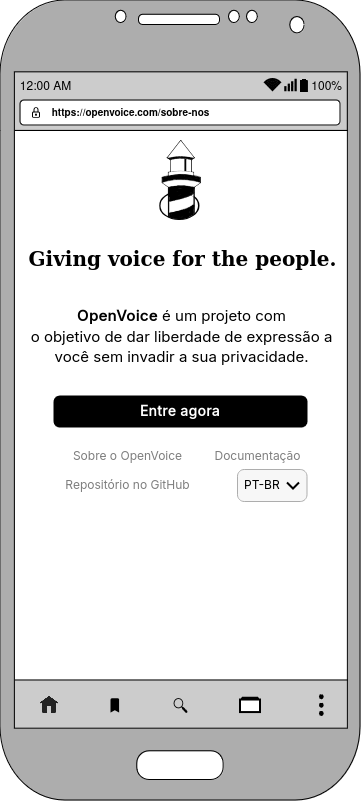 12:00 AM 100%
https://openvoice.com/sobre-nos
Giving voice for the people.
OpenVoice é um projeto com
o objetivo de dar liberdade de expressão a
você sem invadir a sua privacidade.
Entre agora
Sobre o OpenVoice Documentação
Repositório no GitHub PT-BR